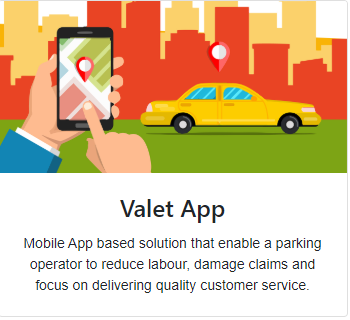 Valet App
Mobile App based solution that enable a parking
operator to reduce labour, damage claims and
focus on delivering quality customer service.